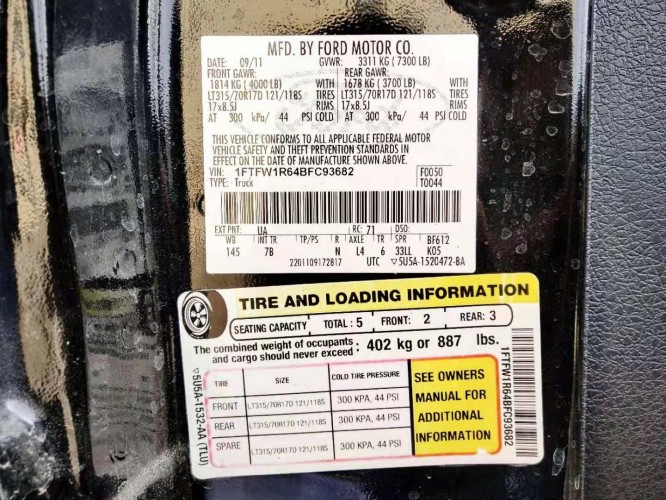 MFD. BY FORD MOTOR CO.
DATE: 09/11 GVWR: 3311 KG ( 7300 LB)
FRONT GAWR: REAR GAWR:
1814 KG ( 4000 LB) WITH 1678 KG ( 3700 LB) WITH
LT315/70R17D 121/118S TIRES LT315/70R17D 121/118S TIRES
17x8.5J RIMS 17x8.5J RIMS
AT 300 kPa/ 44 PSI COLD AT 300 kPa/ 44 PSI COLD
THIS VEHICLE CONFORMS TO ALL APPLICABLE FEDERAL MOTOR
VEHICLE SAFETY AND THEFT PREVENTION STANDARDS IN
EFFECT ON THE DATE OF MANUFACTURE SHOWN ABOVE.
VIN: 1FTFW1R64BFC93682 F0050
TYPE: Truck T0044
EXT PNT: UA RC: 71 DSO:
WB INT TR TP/PS R AXLE TR SPR BF612
145 7B N L4 6 33LL K05
2201109172817 UTC ▽5U5A-1520472-BA
TIRE AND LOADING INFORMATION
SEATING CAPACITY TOTAL: 5 FRONT: 2 REAR: 3
The combined weight of occupants and cargo should never exceed: 402 kg or 887 lbs.
TIRE SIZE COLD TIRE PRESSURE
FRONT LT315/70R17D 121/118S 300 KPA, 44 PSI
REAR LT315/70R17D 121/118S 300 KPA, 44 PSI
SPARE LT315/70R17D 121/118S 300 KPA, 44 PSI
SEE OWNERS
MANUAL FOR
ADDITIONAL
INFORMATION
▽5U5A-1532-AA (TLU)
1FTFW1R64BFC93682